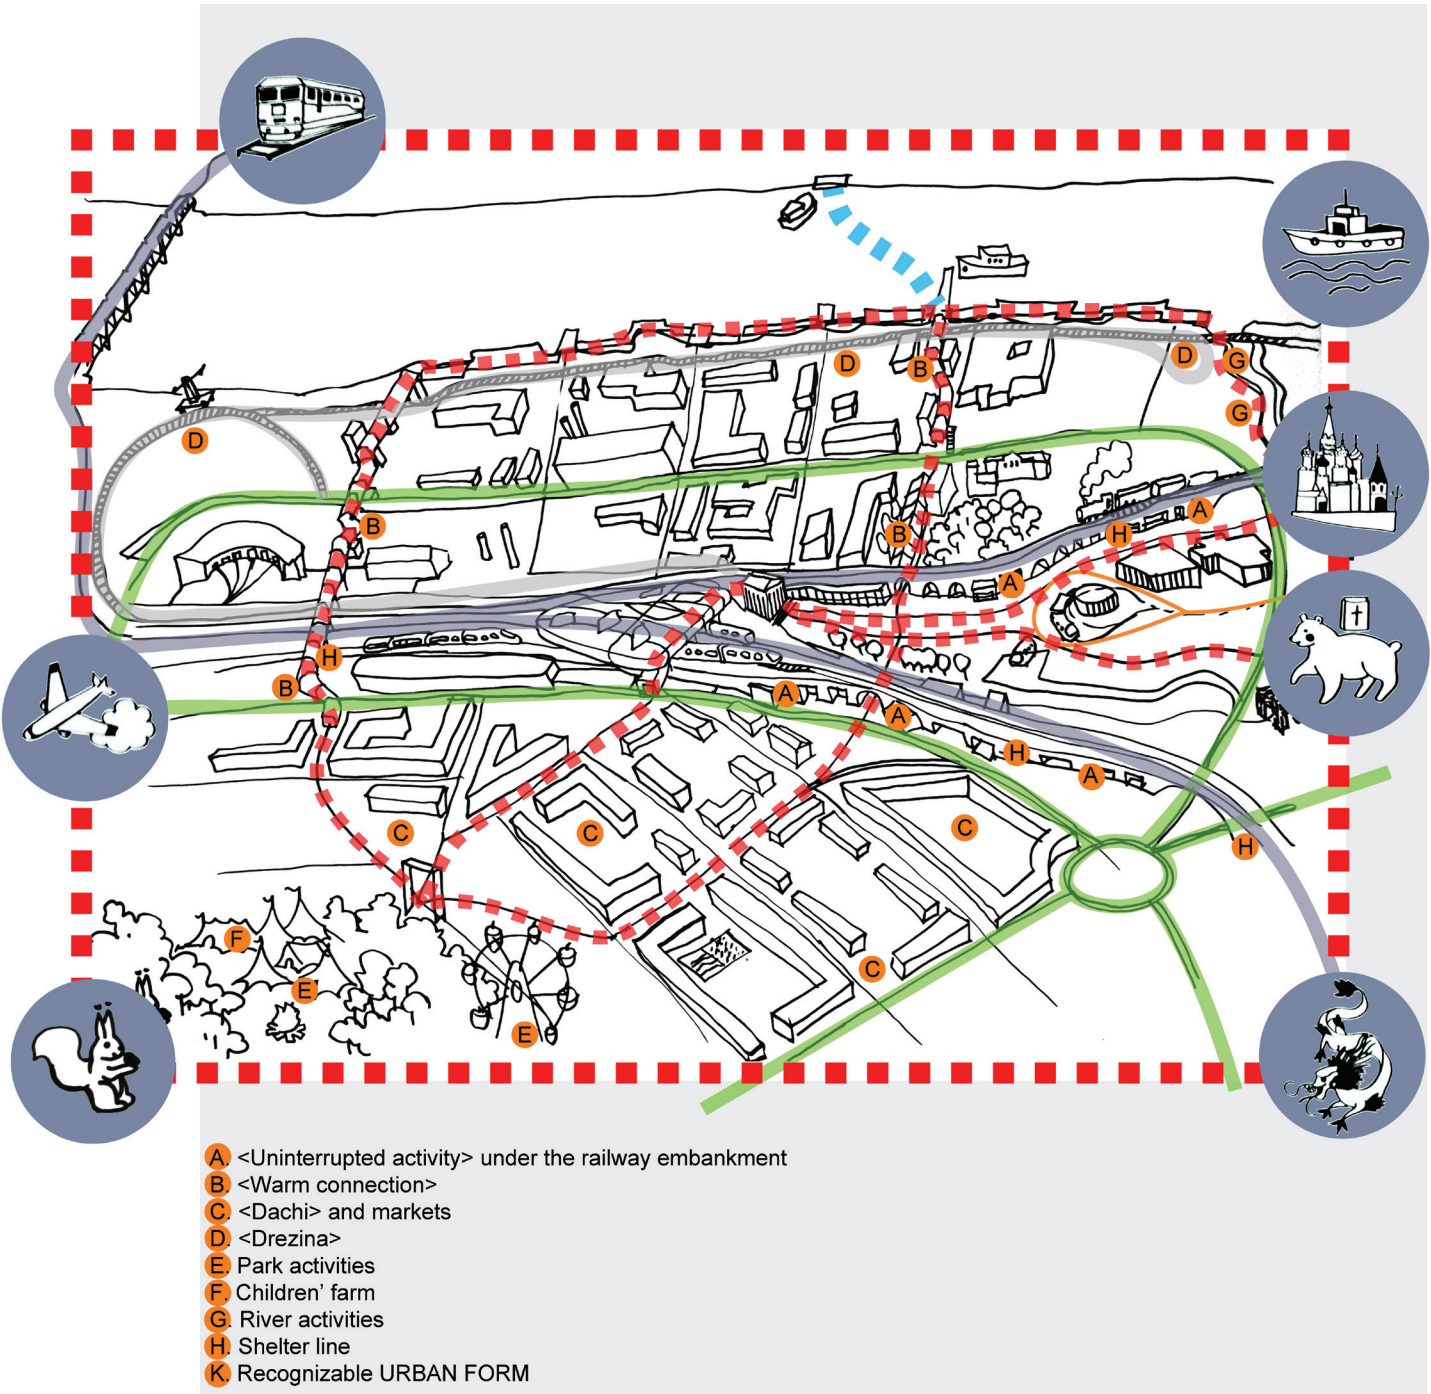 D
B
D
G
G
D
B
B
A
H
A
H
B
A
A
H
A
C
C
C
H
F
E
C
E
A. <Uninterrupted activity> under the railway embankment
B. <Warm connection>
C. <Dachi> and markets
D. <Drezina>
E. Park activities
F. Children' farm
G. River activities
H. Shelter line
K. Recognizable URBAN FORM